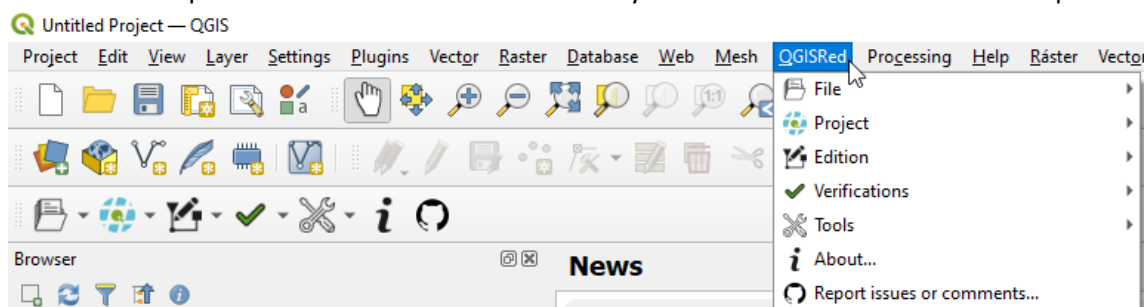 Untitled Project — QGIS
Project Edit View Layer Settings Plugins Vector Raster Database Web Mesh QGISRed Processing Help Ráster
File
Project
Edition
Verifications
Tools
About...
Report issues or comments...
Browser
News